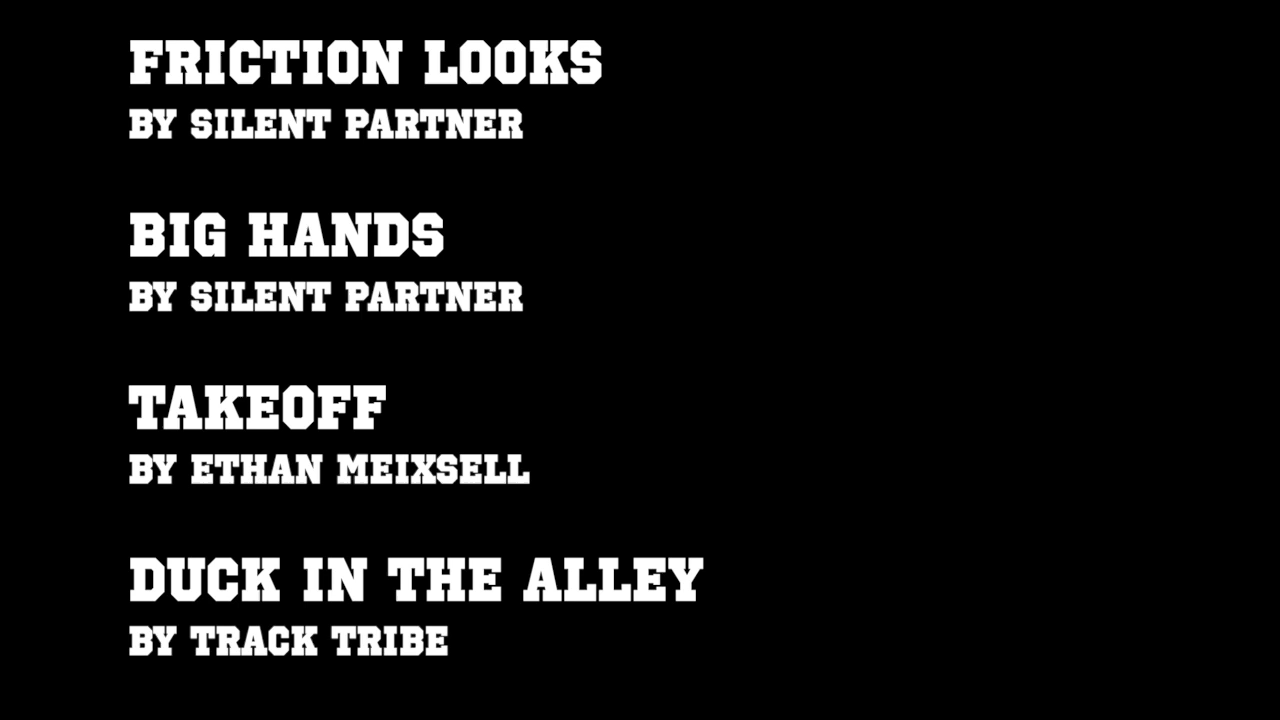 FRICTION LOOKS
BY SILENT PARTNER
BIG HANDS
BY SILENT PARTNER
TAKEOFF
BY ETHAN MEIXSELL
DUCK IN THE ALLEY
BY TRACK TRIBE